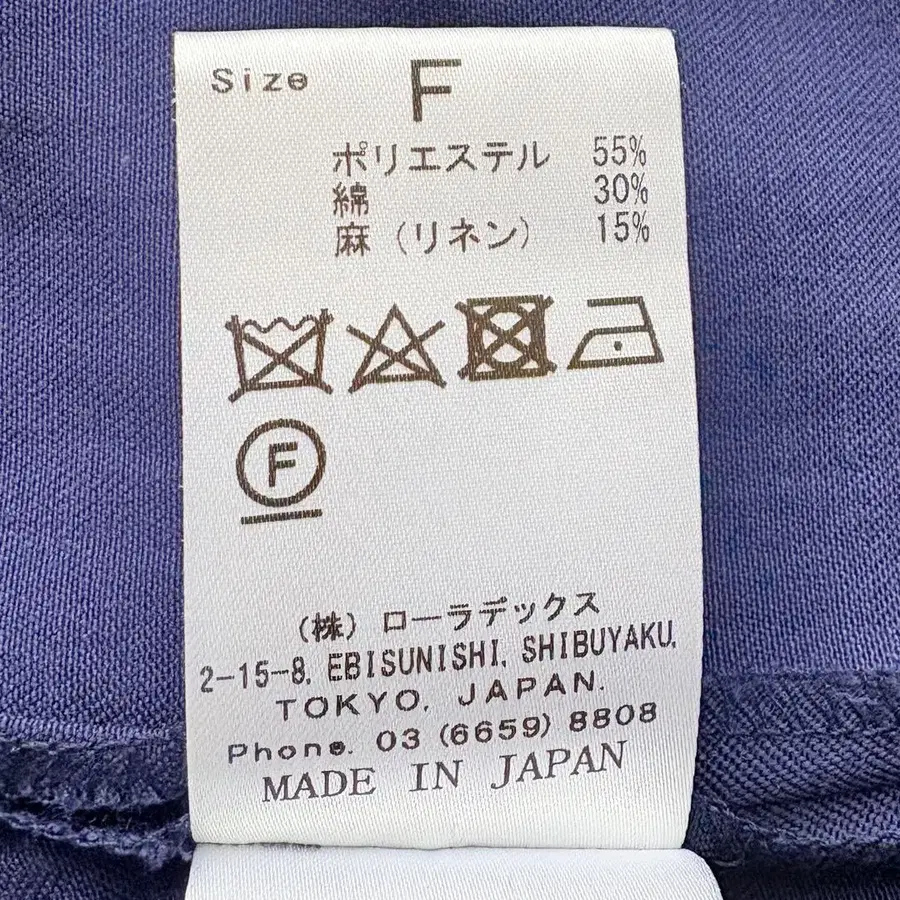 Size F
ポリエステル 55%
綿 30%
麻（リネン） 15%
F
（株）ローラデックス
2-15-8, EBISUNISHI, SHIBUYAKU,
TOKYO, JAPAN.
Phone. 03 (6659) 8808
MADE IN JAPAN